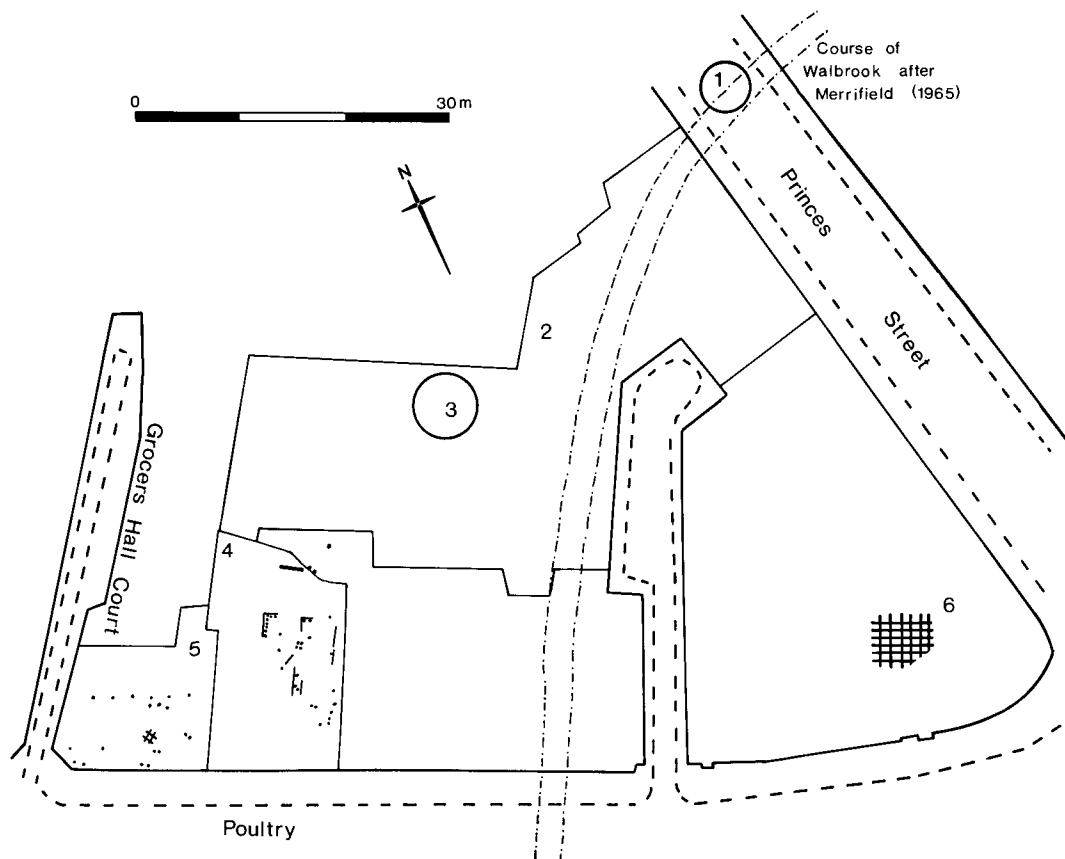 1
Course of
Walbrook after
Merrifield (1965)
0
30 m
N
Princes
Street
2
3
Grocers Hall Court
4
5
6
Poultry